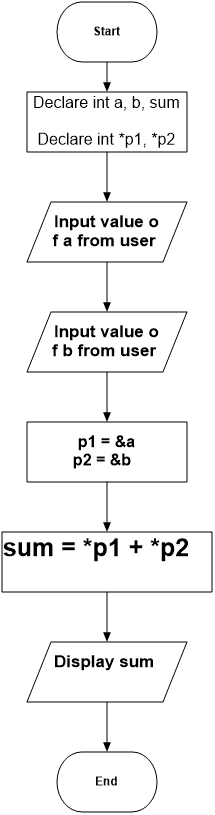 Start
Declare int a, b, sum
Declare int *p1, *p2
Input value o
f a from user
Input value o
f b from user
p1 = &a
p2 = &b
sum = *p1 + *p2
Display sum
End